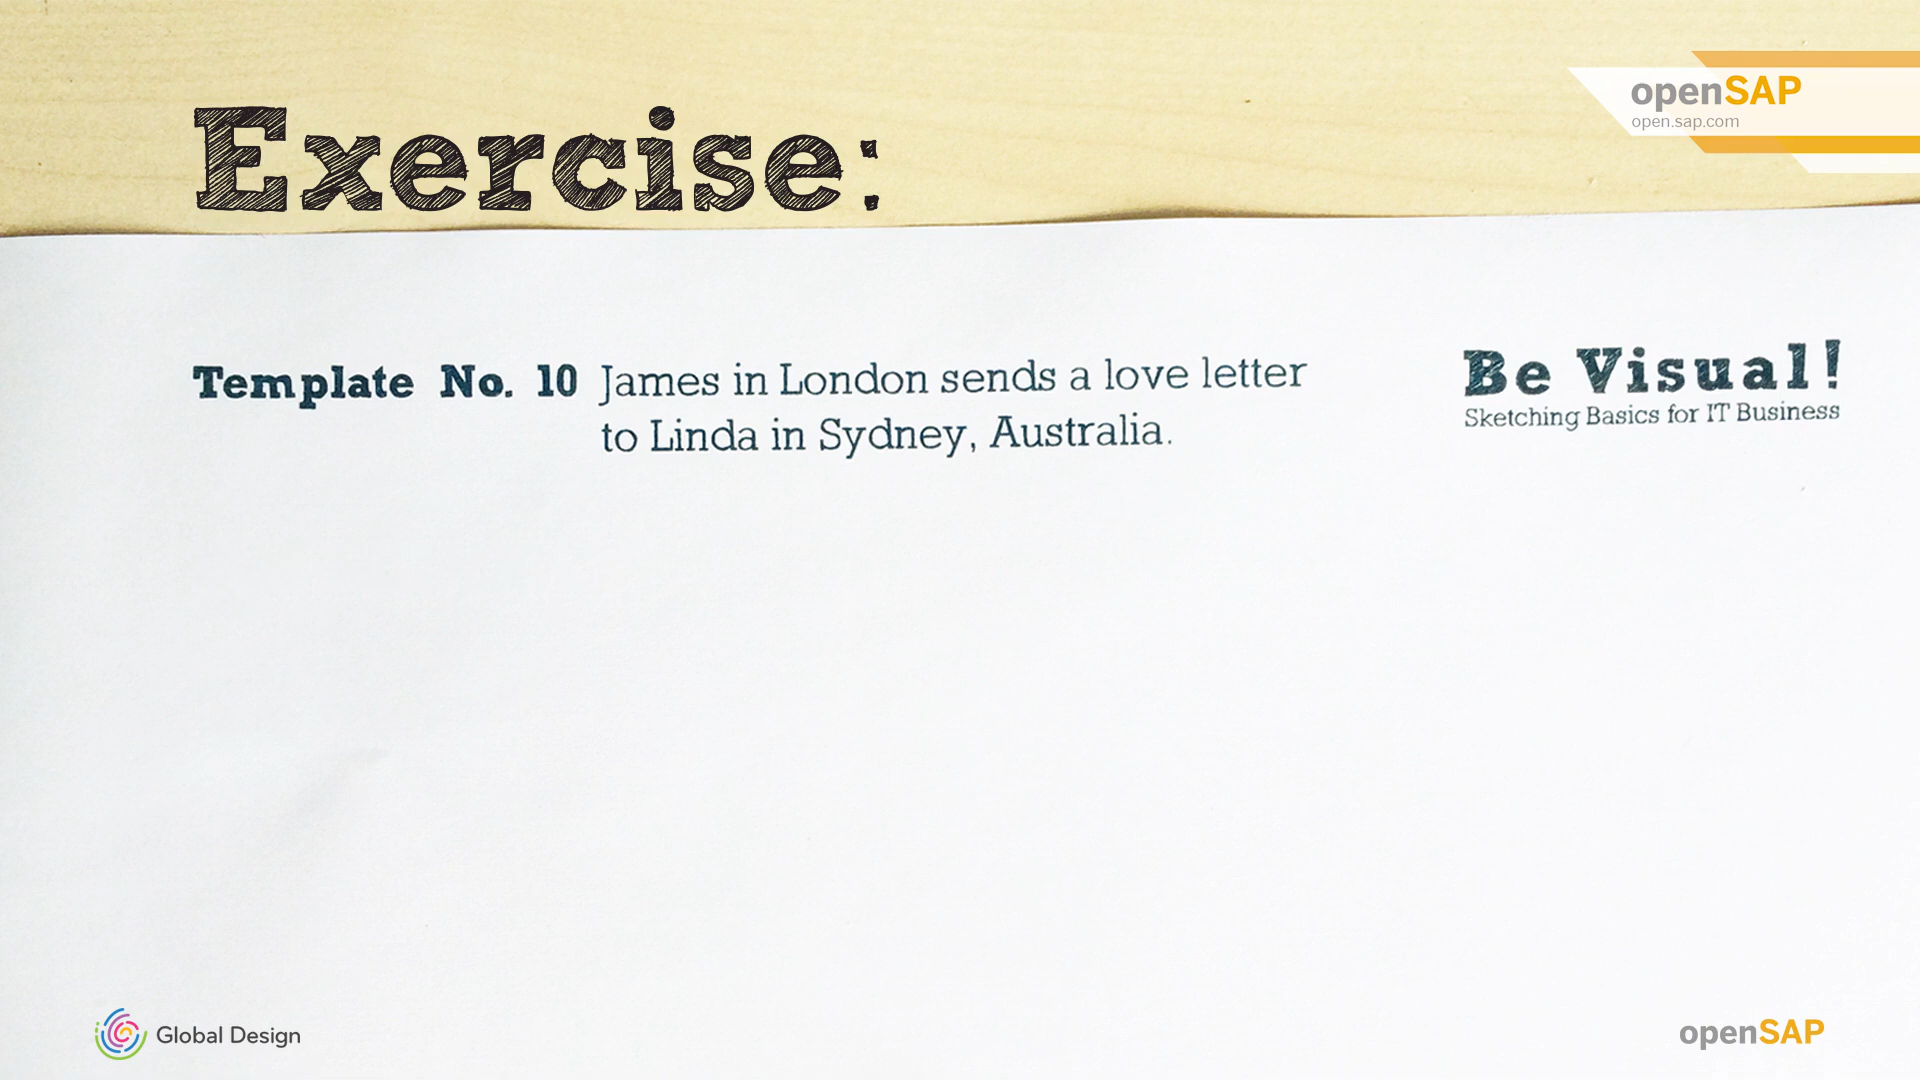 openSAP
open.sap.com
Exercise:
Template No. 10 James in London sends a love letter
to Linda in Sydney, Australia.
Be Visual!
Sketching Basics for IT Business
Global Design
openSAP